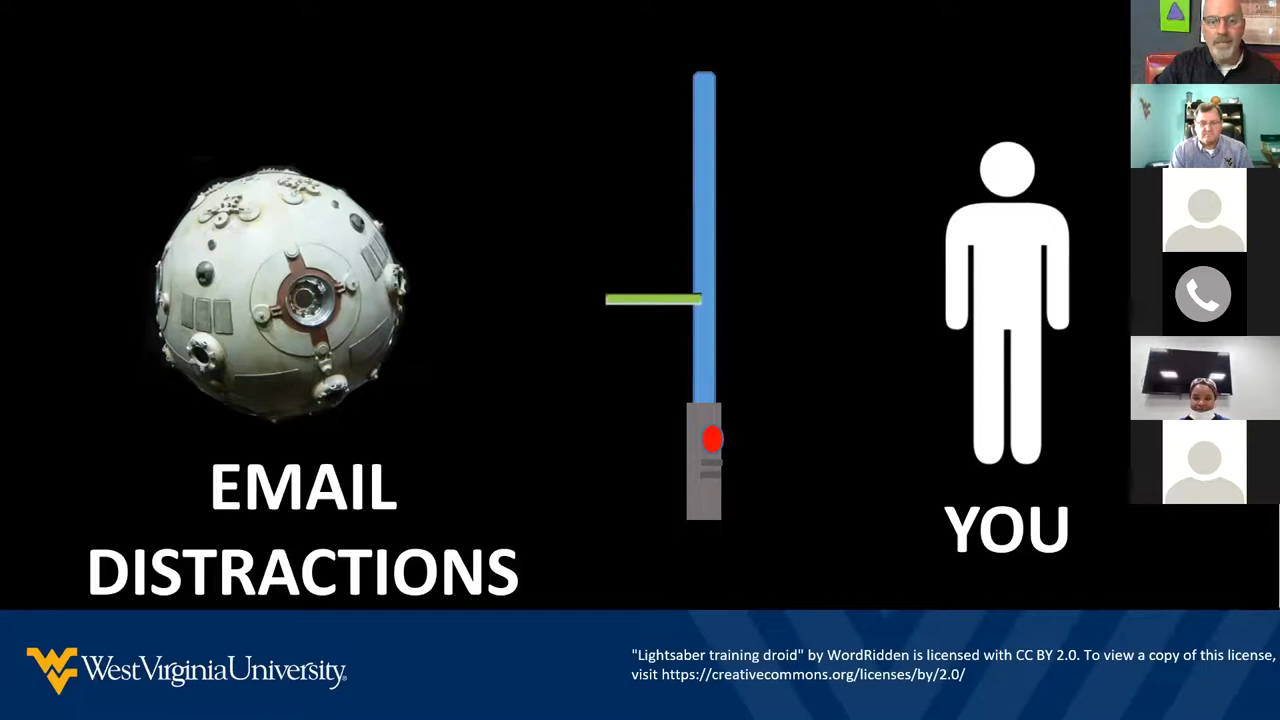 EMAIL
DISTRACTIONS
YOU
WestVirginiaUniversity.
"Lightsaber training droid" by WordRidden is licensed with CC BY 2.0. To view a copy of this license,
visit https://creativecommons.org/licenses/by/2.0/